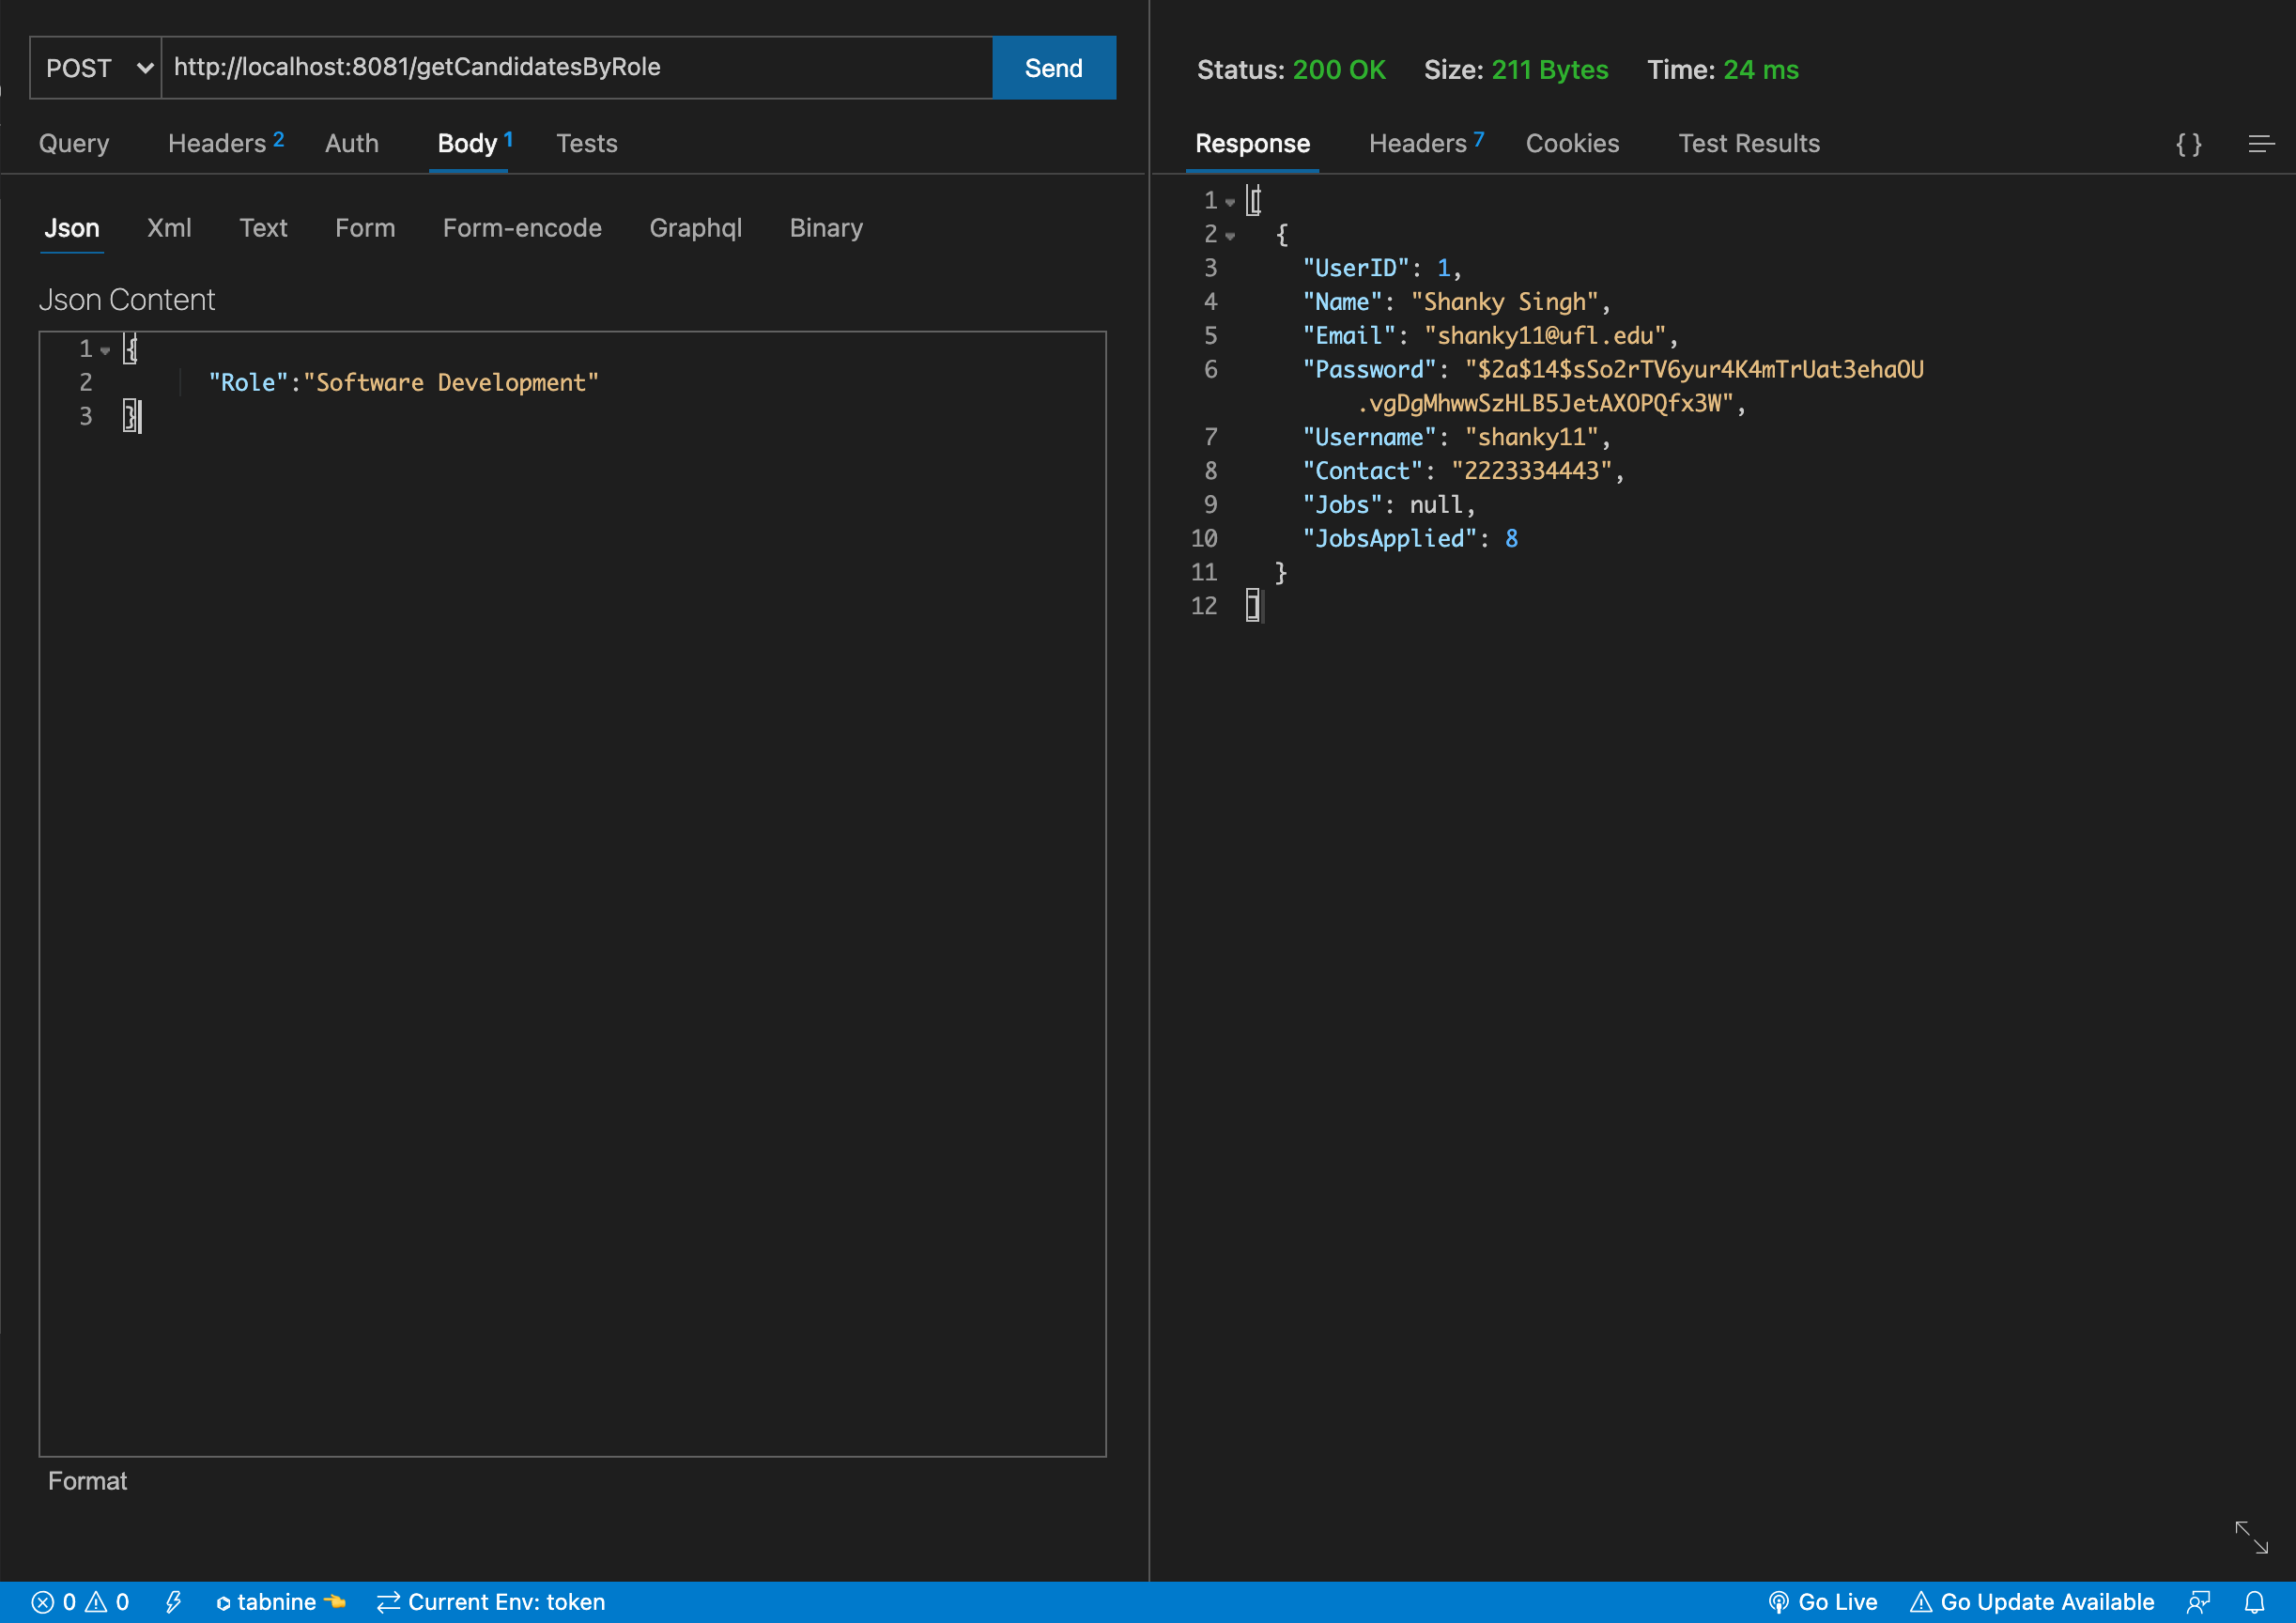 POST http://localhost:8081/getCandidatesByRole Send
Query Headers 2 Auth Body 1 Tests
Json Xml Text Form Form-encode Graphql Binary
Json Content
1 {
2 "Role":"Software Development"
3 }
Format
Status: 200 OK Size: 211 Bytes Time: 24 ms
Response Headers 7 Cookies Test Results { }
1 [
2 {
3 "UserID": 1,
4 "Name": "Shanky Singh",
5 "Email": "shanky11@ufl.edu",
6 "Password": "$2a$14$sSo2rTV6yur4K4mTrUat3ehaOU
.vgDgMhwwSzHLB5JetAXOPQfx3W",
7 "Username": "shanky11",
8 "Contact": "2223334443",
9 "Jobs": null,
10 "JobsApplied": 8
11 }
12 ]
0 0 tabnine Current Env: token Go Live Go Update Available